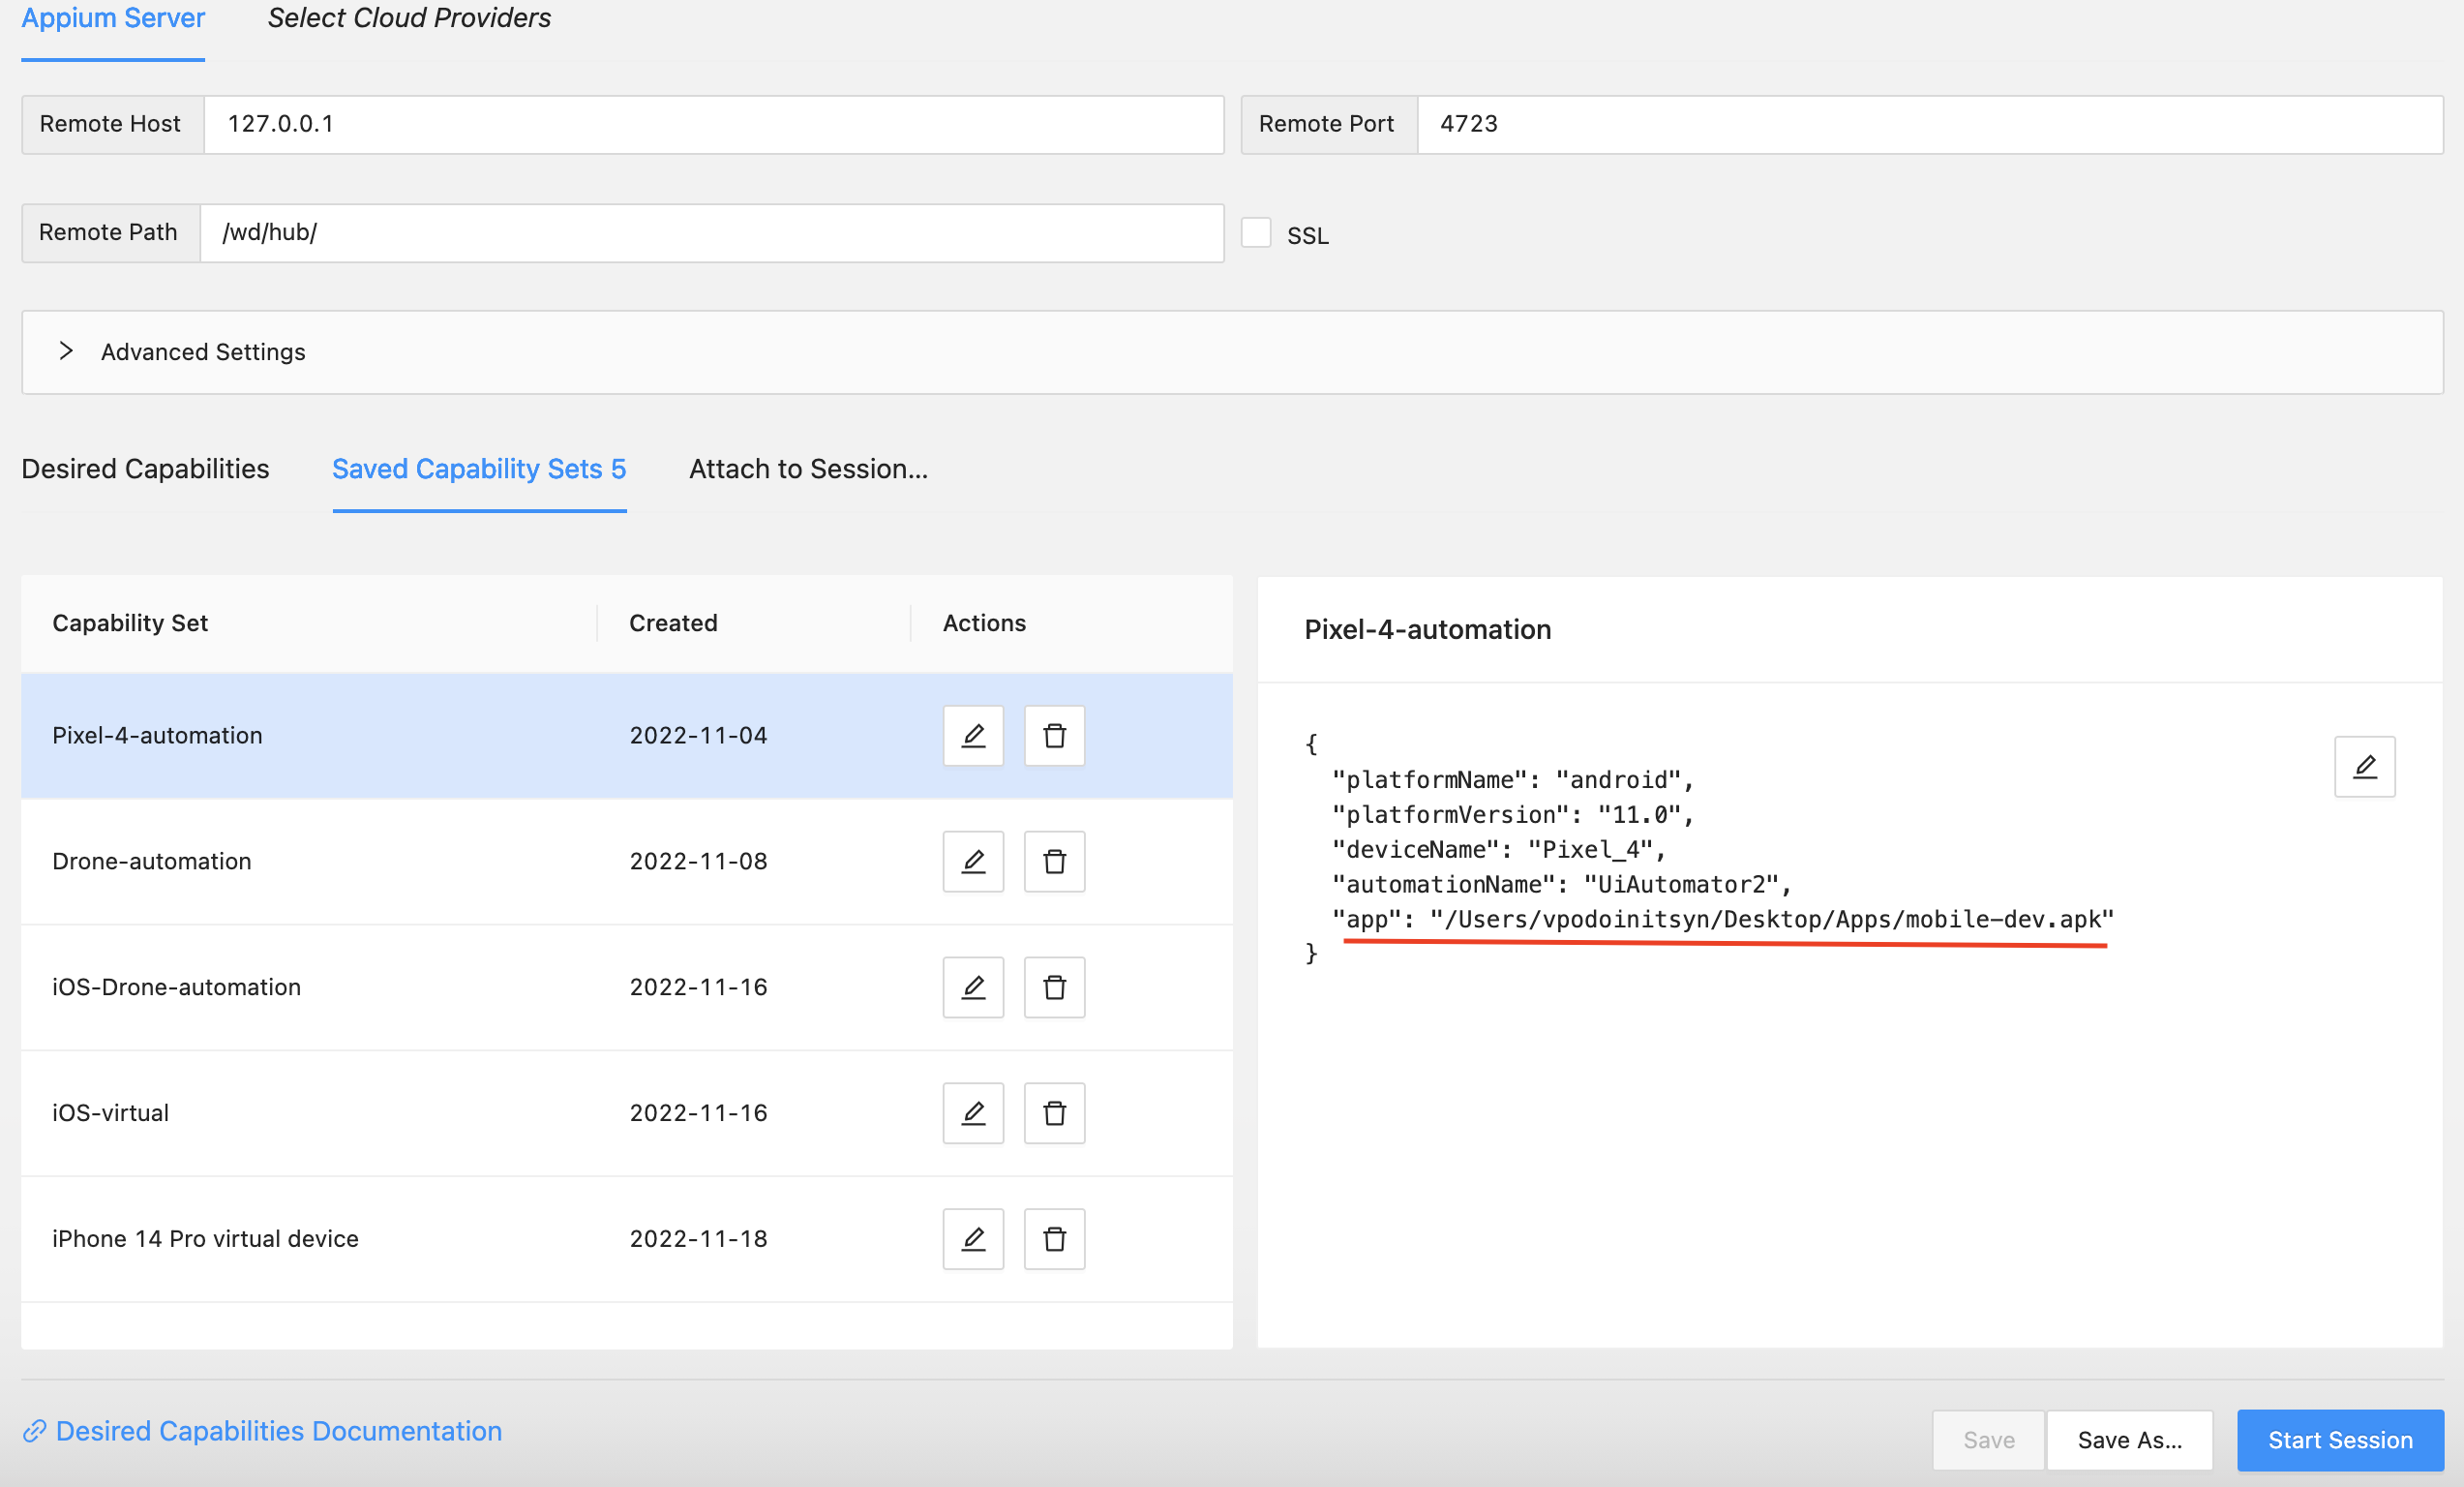 Appium Server Select Cloud Providers
Remote Host 127.0.0.1 Remote Port 4723
Remote Path /wd/hub/ SSL
Advanced Settings
Desired Capabilities Saved Capability Sets 5 Attach to Session...
Capability Set Created Actions
Pixel-4-automation 2022-11-04
Drone-automation 2022-11-08
iOS-Drone-automation 2022-11-16
iOS-virtual 2022-11-16
iPhone 14 Pro virtual device 2022-11-18
Pixel-4-automation
{
"platformName": "android",
"platformVersion": "11.0",
"deviceName": "Pixel_4",
"automationName": "UiAutomator2",
"app": "/Users/vpodoinitsyn/Desktop/Apps/mobile-dev.apk"
}
Desired Capabilities Documentation Save Save As... Start Session